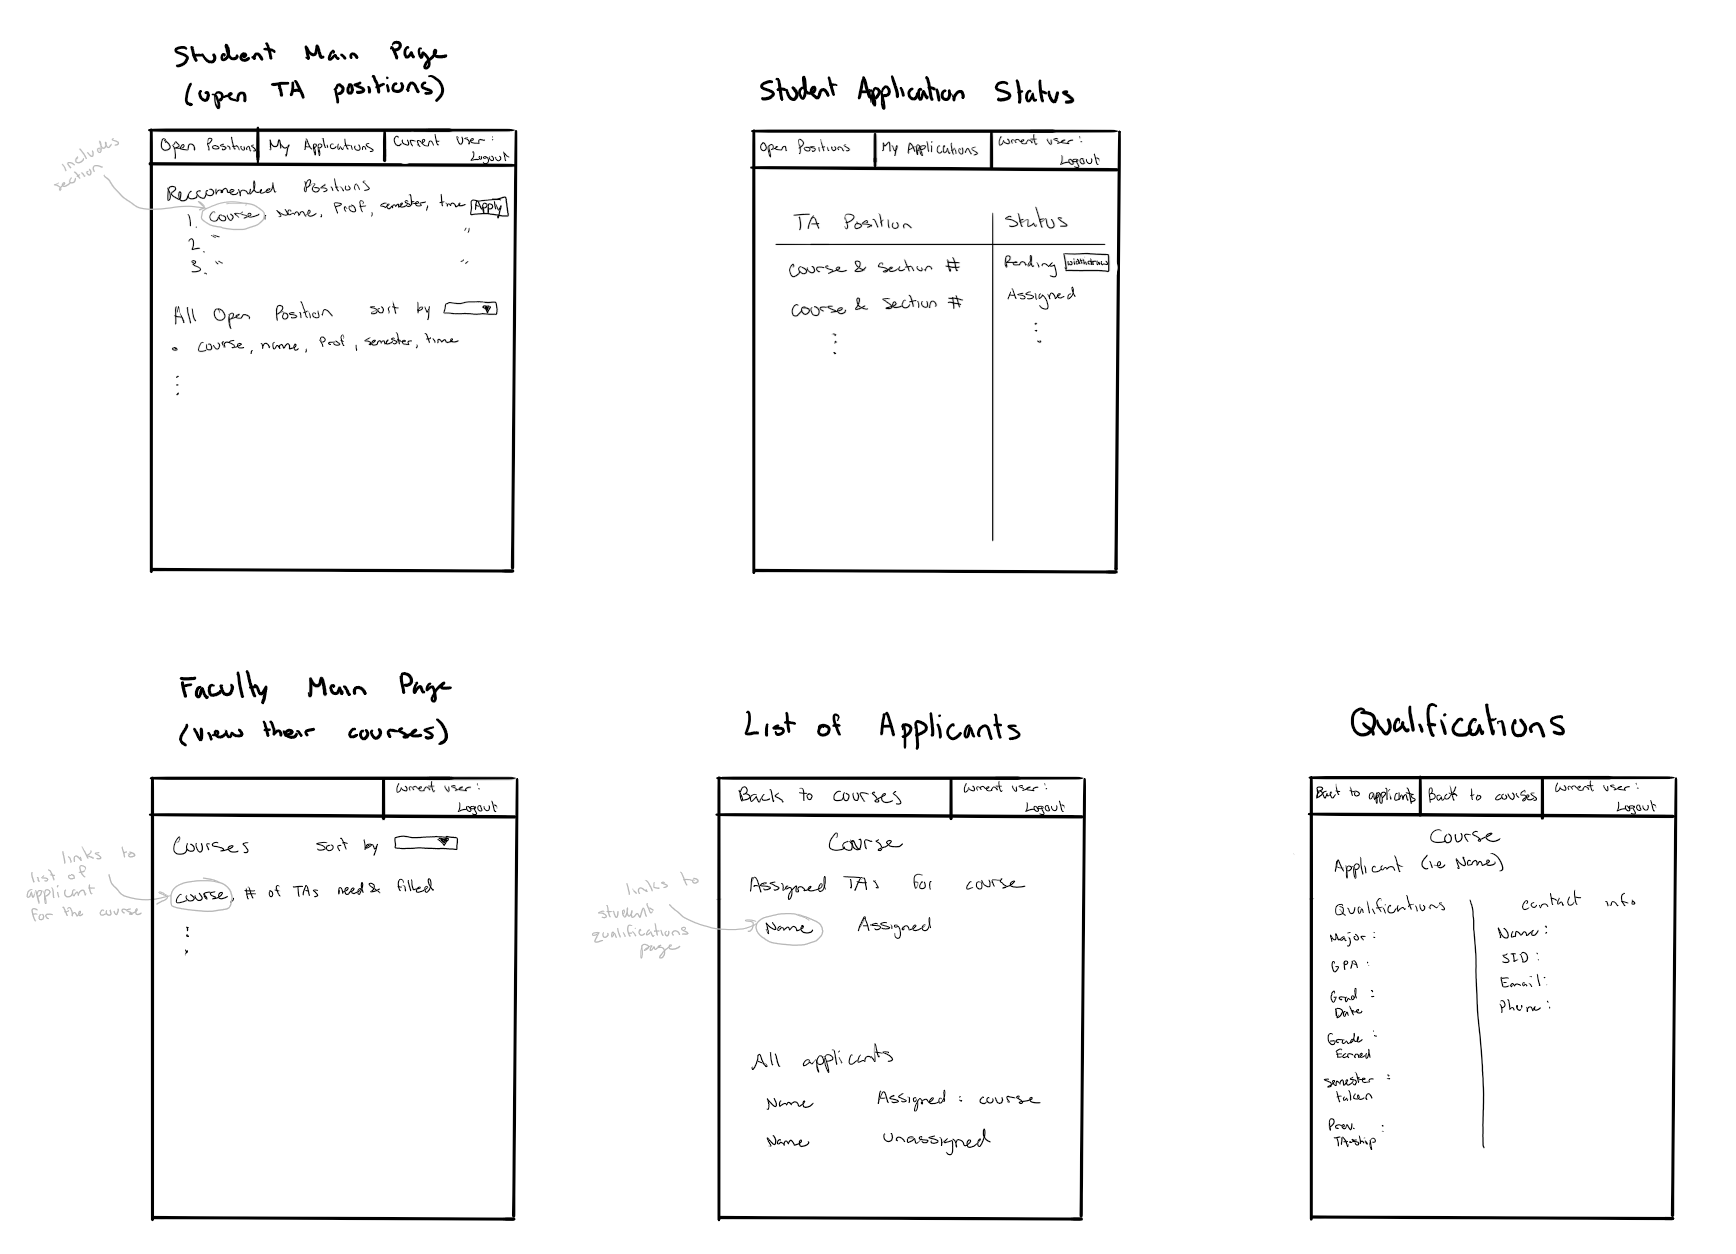 Student Main Page
(open TA positions)
includes section
Open Positions My Applications Current user:
Logout
Reccomended Positions
1. Course, Name, Prof, semester, time Apply
2. " "
3. " "
All Open Position sort by
• course, name, Prof, semester, time
Student Application Status
Open Positions My Applications Current user:
Logout
TA Position Status
course & section # Pending withdraw
course & section # Assigned
Faculty Main Page
(view their courses)
links to
list of
applicant
for the course
Current user:
Logout
Courses sort by
course, # of TAs need & filled
List of Applicants
links to
student
qualifications
page
Back to courses Current user:
Logout
Course
Assigned TAs for course
Name Assigned
All applicants
Name Assigned: course
Name Unassigned
Qualifications
Back to applicants Back to courses Current user:
Logout
Course
Applicant (ie Name)
Qualifications contact info
Major: Name:
GPA: SID:
Grad Date: Email:
Phone:
Grade Earned:
semester taken:
Prev. TA-ship: